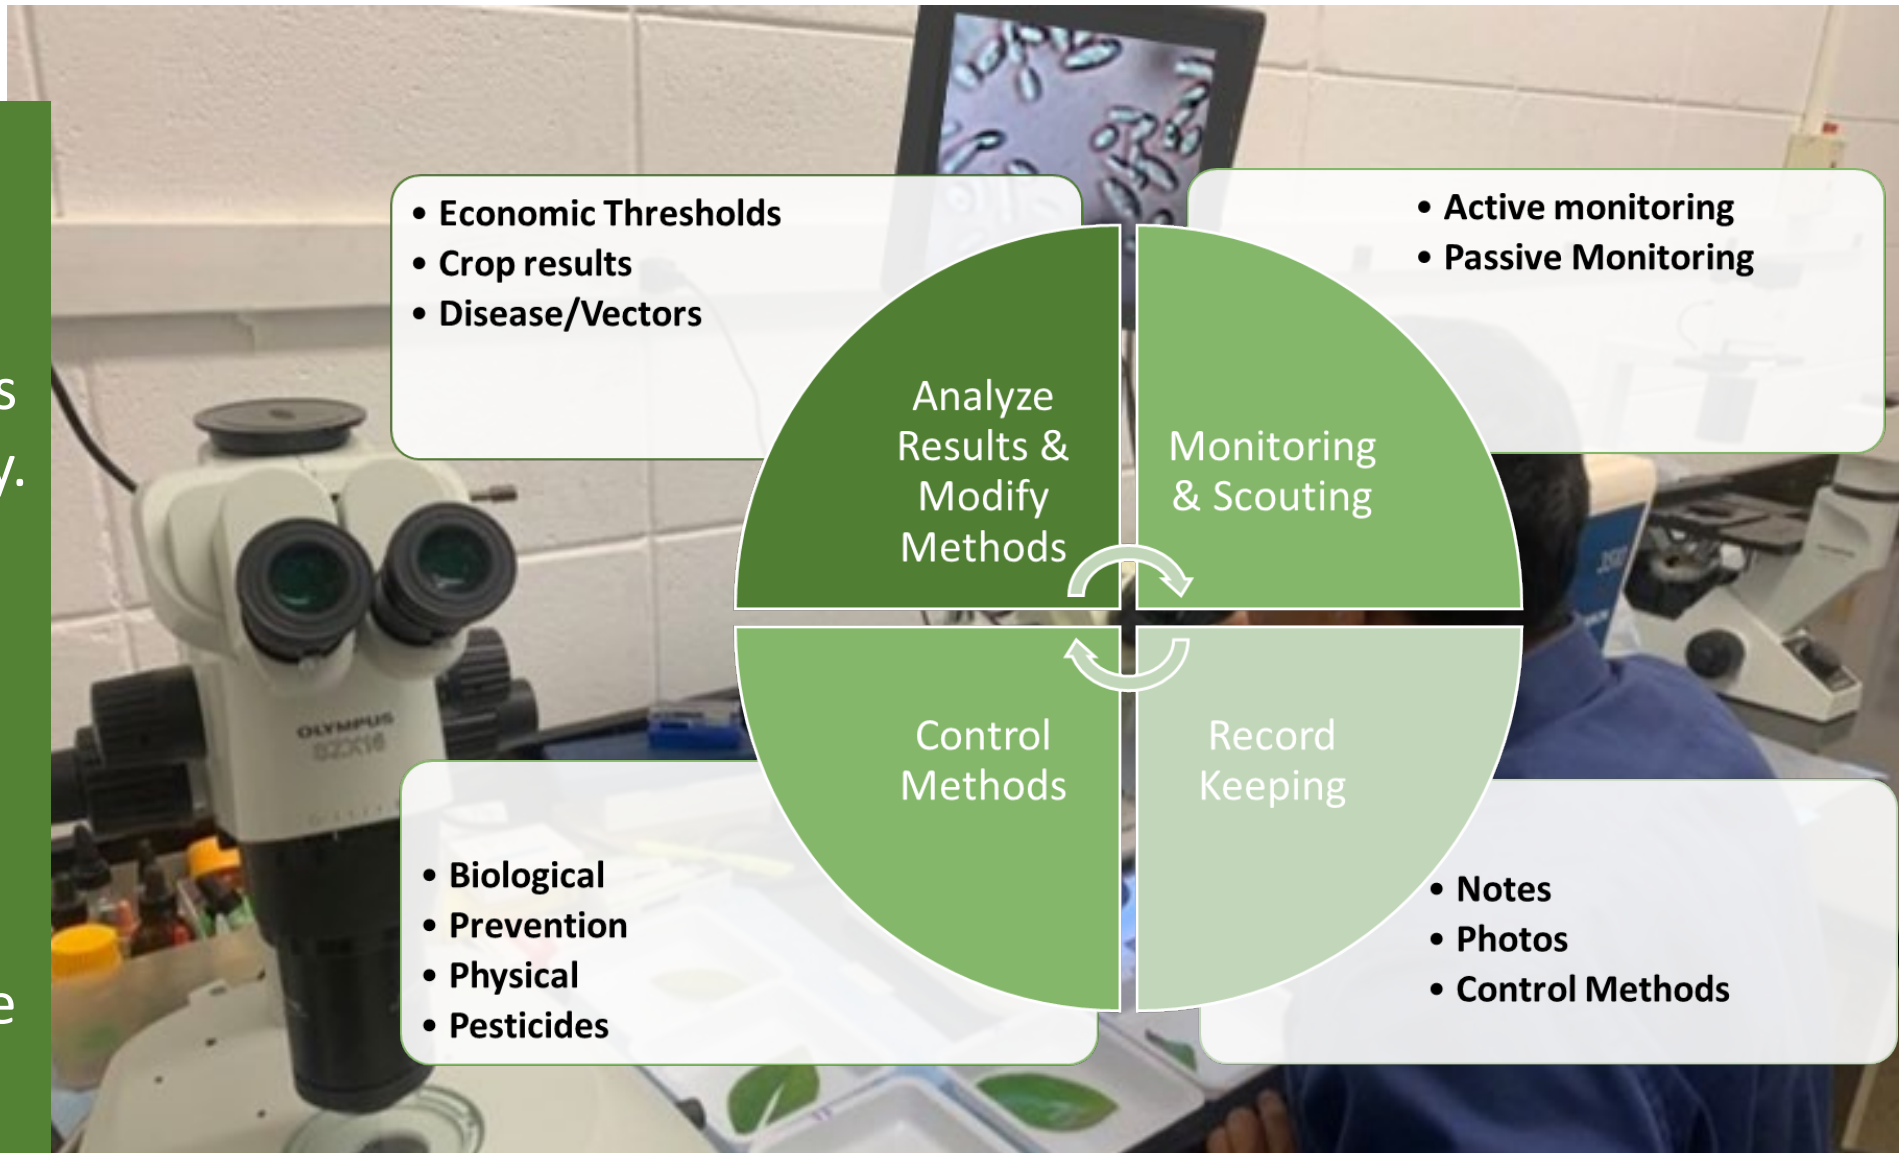 s
y.
e
• Economic Thresholds
• Crop results
• Disease/Vectors
• Active monitoring
• Passive Monitoring
Analyze
Results &
Modify
Methods
Monitoring
& Scouting
Control
Methods
Record
Keeping
• Biological
• Prevention
• Physical
• Pesticides
• Notes
• Photos
• Control Methods
OLYMPUS
SZX16